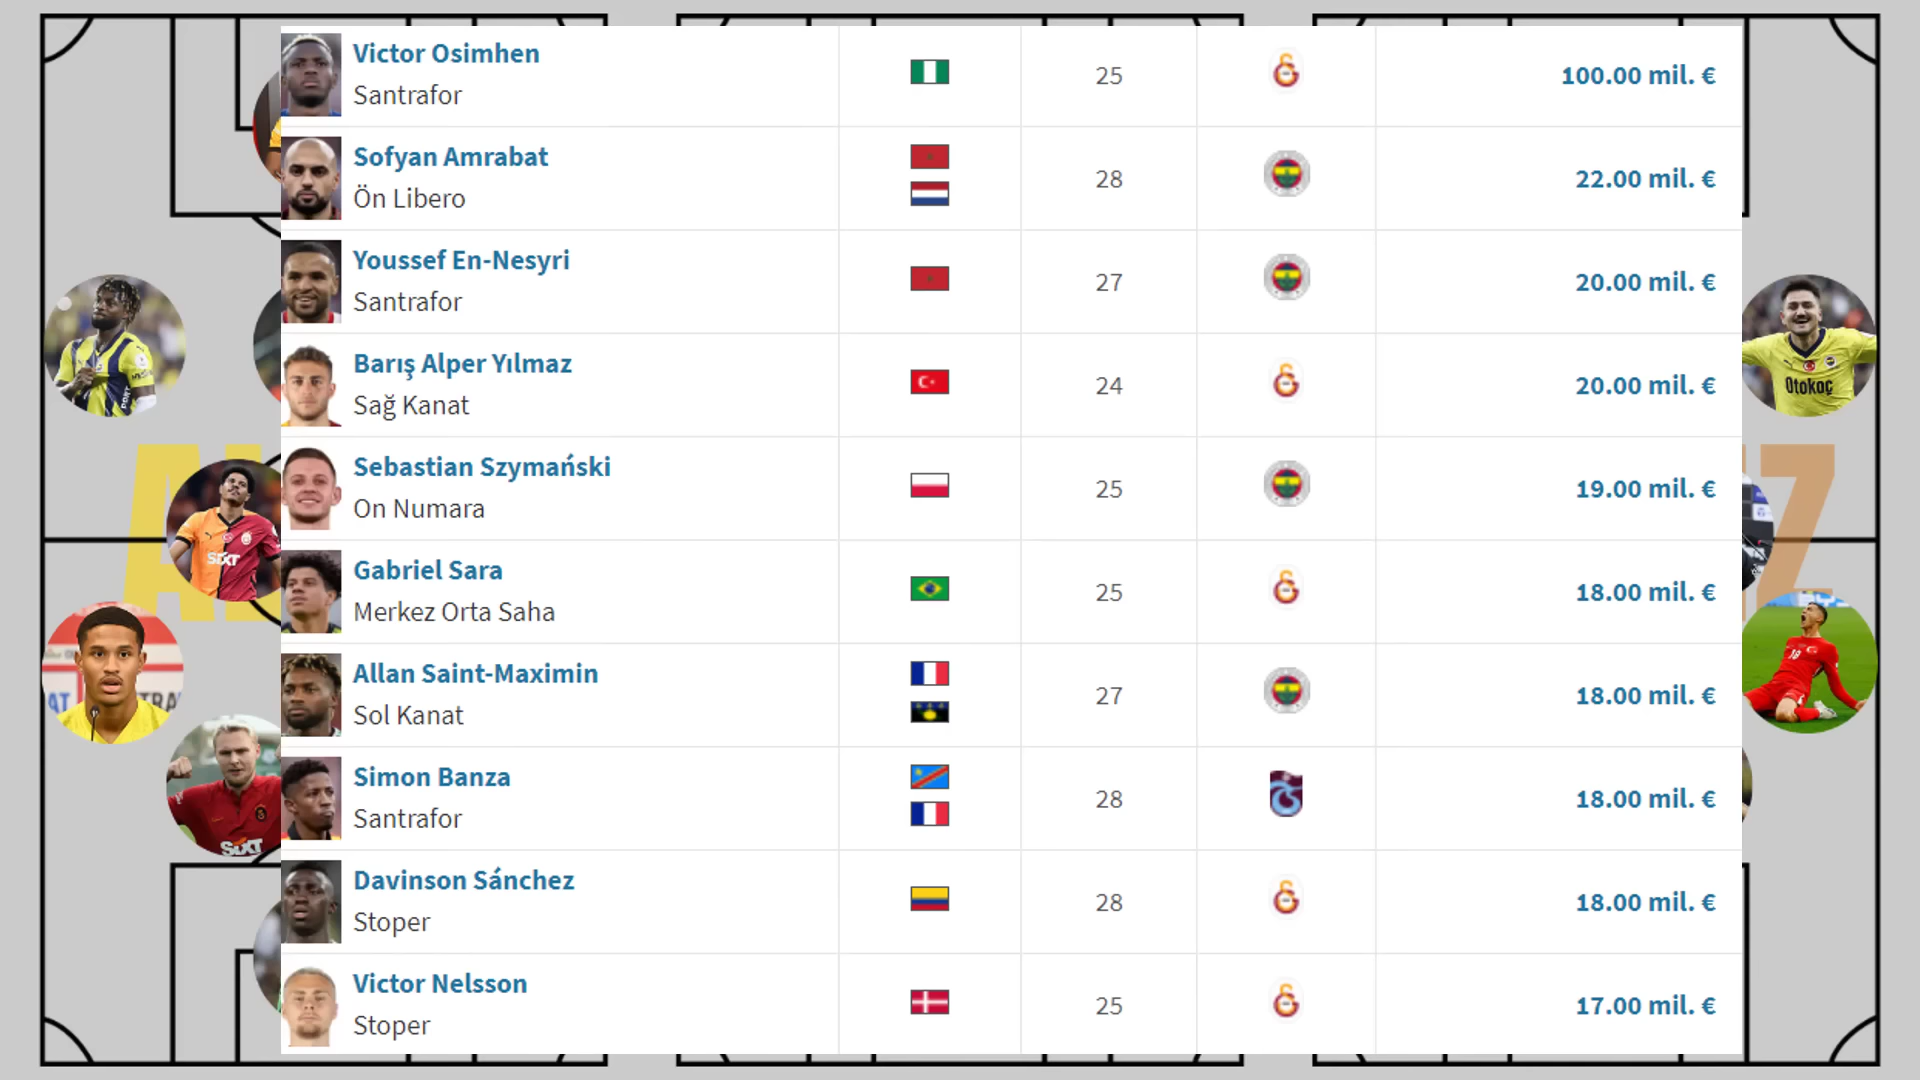 Victor Osimhen
Santrafor
25
100.00 mil. €
Sofyan Amrabat
Ön Libero
28
22.00 mil. €
Youssef En-Nesyri
Santrafor
27
20.00 mil. €
Barış Alper Yılmaz
Sağ Kanat
24
20.00 mil. €
Sebastian Szymański
On Numara
25
19.00 mil. €
Gabriel Sara
Merkez Orta Saha
25
18.00 mil. €
Allan Saint-Maximin
Sol Kanat
27
18.00 mil. €
Simon Banza
Santrafor
28
18.00 mil. €
Davinson Sánchez
Stoper
28
18.00 mil. €
Victor Nelsson
Stoper
25
17.00 mil. €
Otokoç
SIXT
SIXT
A
Z